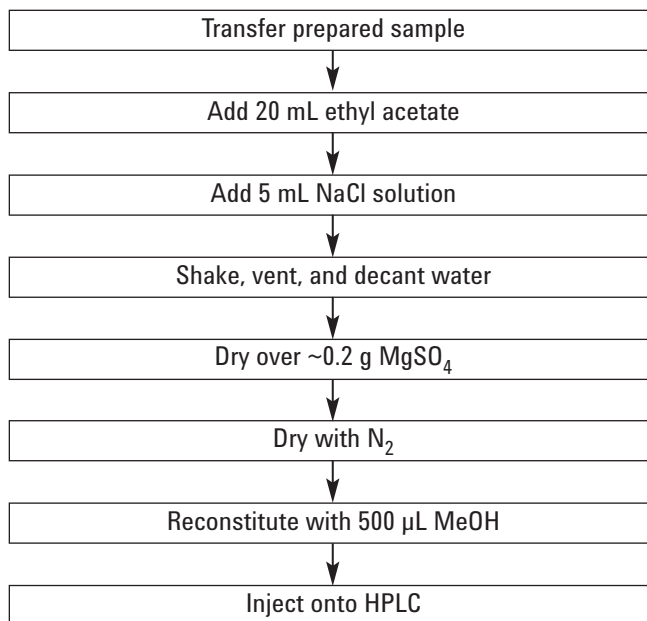 Transfer prepared sample
Add 20 mL ethyl acetate
Add 5 mL NaCl solution
Shake, vent, and decant water
Dry over ~0.2 g MgSO₄
Dry with N₂
Reconstitute with 500 µL MeOH
Inject onto HPLC